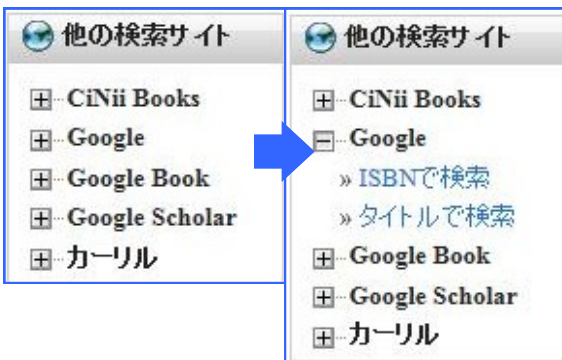 他の検索サイト
CiNii Books
Google
Google Book
Google Scholar
カーリル
他の検索サイト
CiNii Books
Google
» ISBNで検索
» タイトルで検索
Google Book
Google Scholar
カーリル